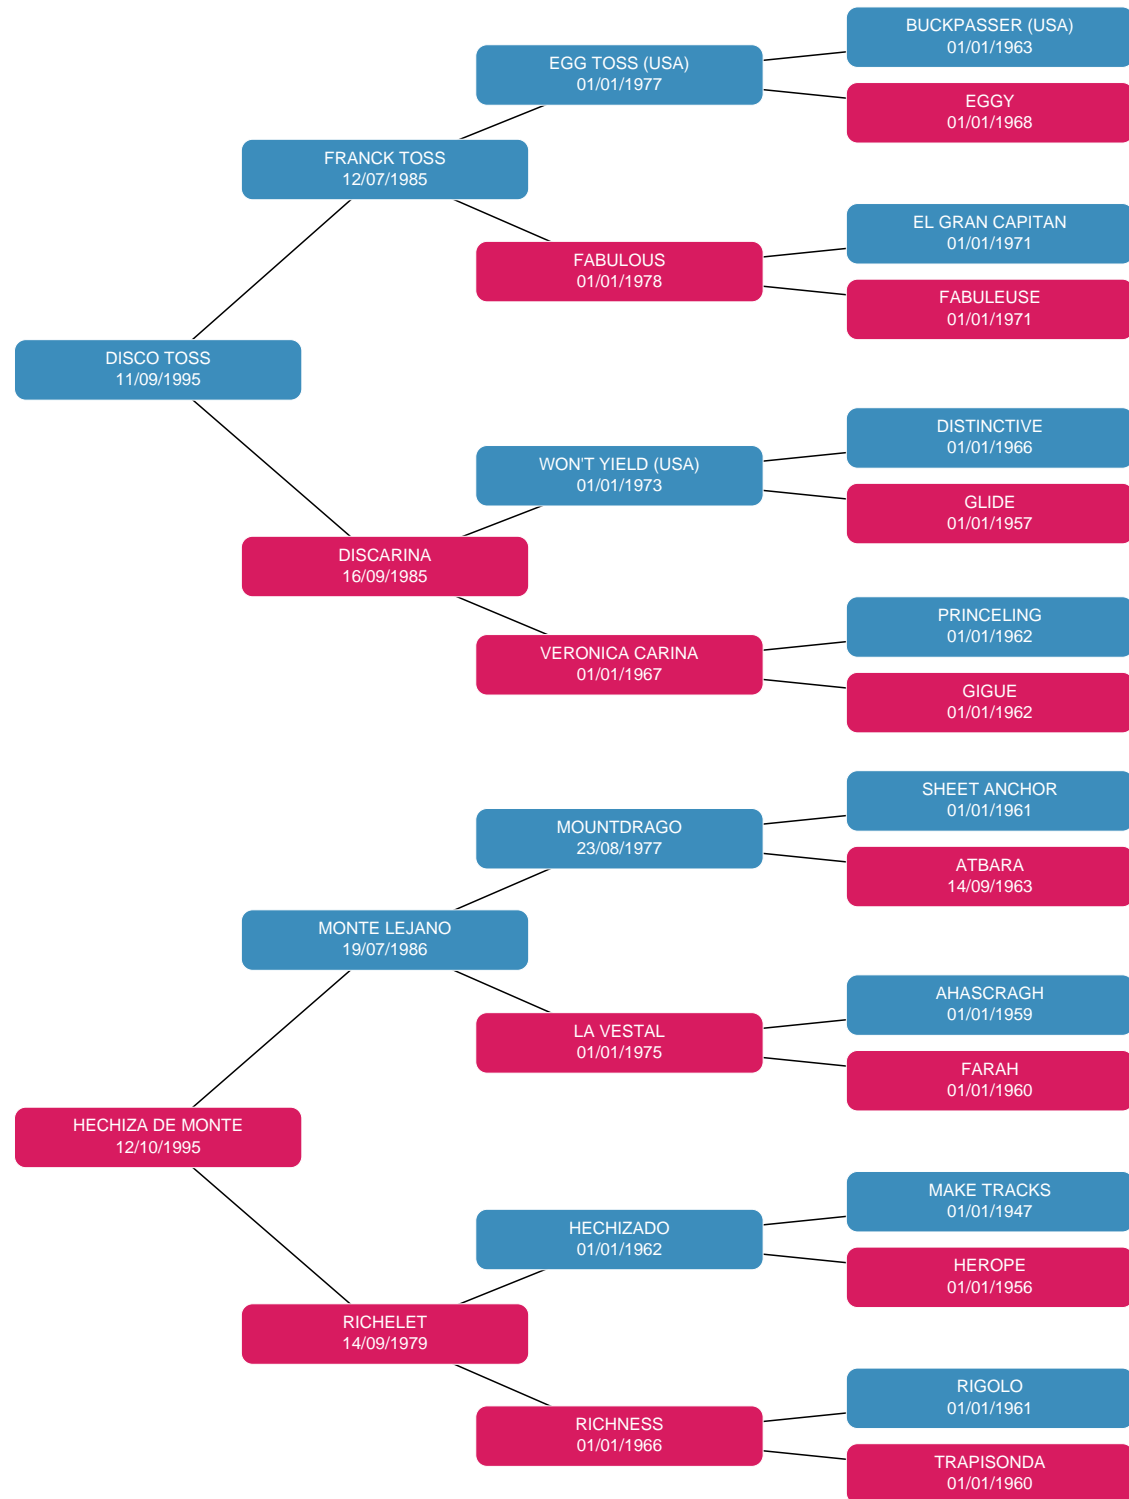 BUCKPASSER (USA)
01/01/1963
EGG TOSS (USA)
01/01/1977
EGGY
01/01/1968
FRANCK TOSS
12/07/1985
EL GRAN CAPITAN
01/01/1971
FABULOUS
01/01/1978
FABULEUSE
01/01/1971
DISCO TOSS
11/09/1995
DISTINCTIVE
01/01/1966
WON'T YIELD (USA)
01/01/1973
GLIDE
01/01/1957
DISCARINA
16/09/1985
PRINCELING
01/01/1962
VERONICA CARINA
01/01/1967
GIGUE
01/01/1962
SHEET ANCHOR
01/01/1961
MOUNTDRAGO
23/08/1977
ATBARA
14/09/1963
MONTE LEJANO
19/07/1986
AHASCRAGH
01/01/1959
LA VESTAL
01/01/1975
FARAH
01/01/1960
HECHIZA DE MONTE
12/10/1995
MAKE TRACKS
01/01/1947
HECHIZADO
01/01/1962
HEROPE
01/01/1956
RICHELET
14/09/1979
RIGOLO
01/01/1961
RICHNESS
01/01/1966
TRAPISONDA
01/01/1960